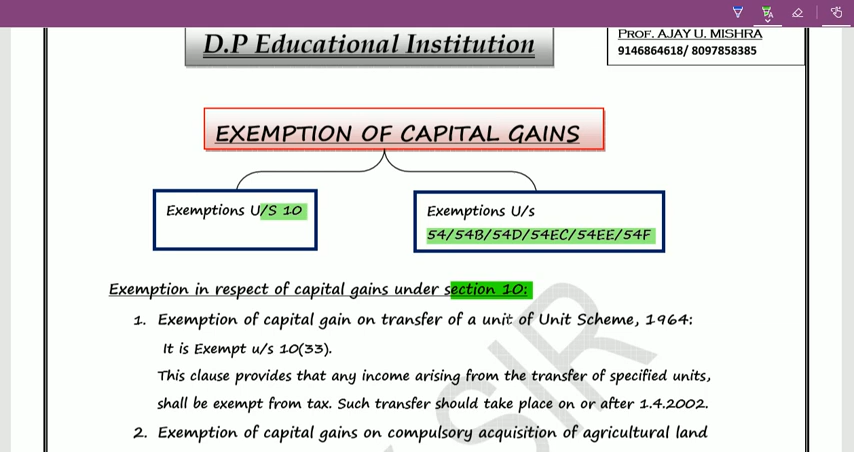 D.P Educational Institution
PROF. AJAY U. MISHRA
9146864618/ 8097858385
EXEMPTION OF CAPITAL GAINS
Exemptions U/S 10
Exemptions U/s
54/54B/54D/54EC/54EE/54F
Exemption in respect of capital gains under section 10:
1. Exemption of capital gain on transfer of a unit of Unit Scheme, 1964:
It is Exempt u/s 10(33).
This clause provides that any income arising from the transfer of specified units,
shall be exempt from tax. Such transfer should take place on or after 1.4.2002.
2. Exemption of capital gains on compulsory acquisition of agricultural land
SIR